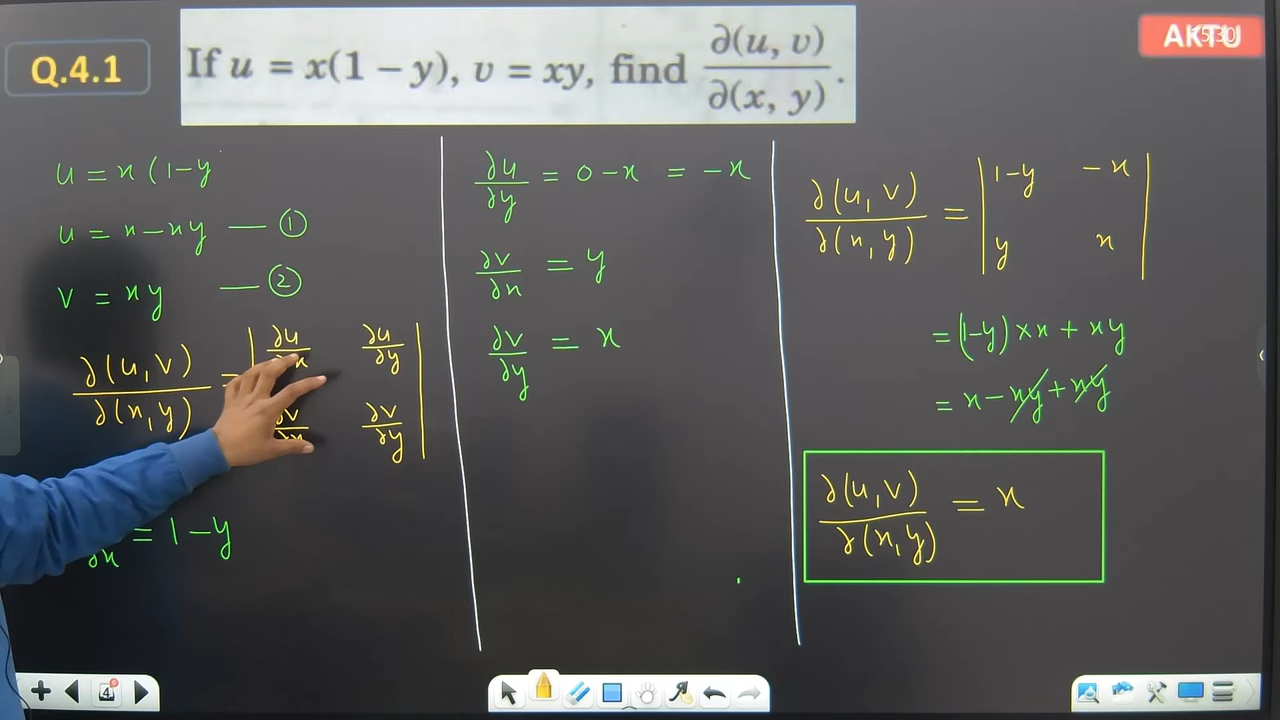 Q.4.1
If u = x(1 − y), v = xy, find ∂(u, v)/∂(x, y).
AKTU
u = x(1-y
u = x-xy — ①
v = xy — ②
∂(u,v)/∂(x,y) = | ∂u/∂x ∂u/∂y |
| ∂v/∂x ∂v/∂y |
∂x = 1-y
∂u/∂y = 0-x = -x
∂v/∂x = y
∂v/∂y = x
∂(u,v)/∂(x,y) = | 1-y -x |
| y x |
= (1-y)×x + xy
= x - xy + xy
∂(u,v)/∂(x,y) = x
4